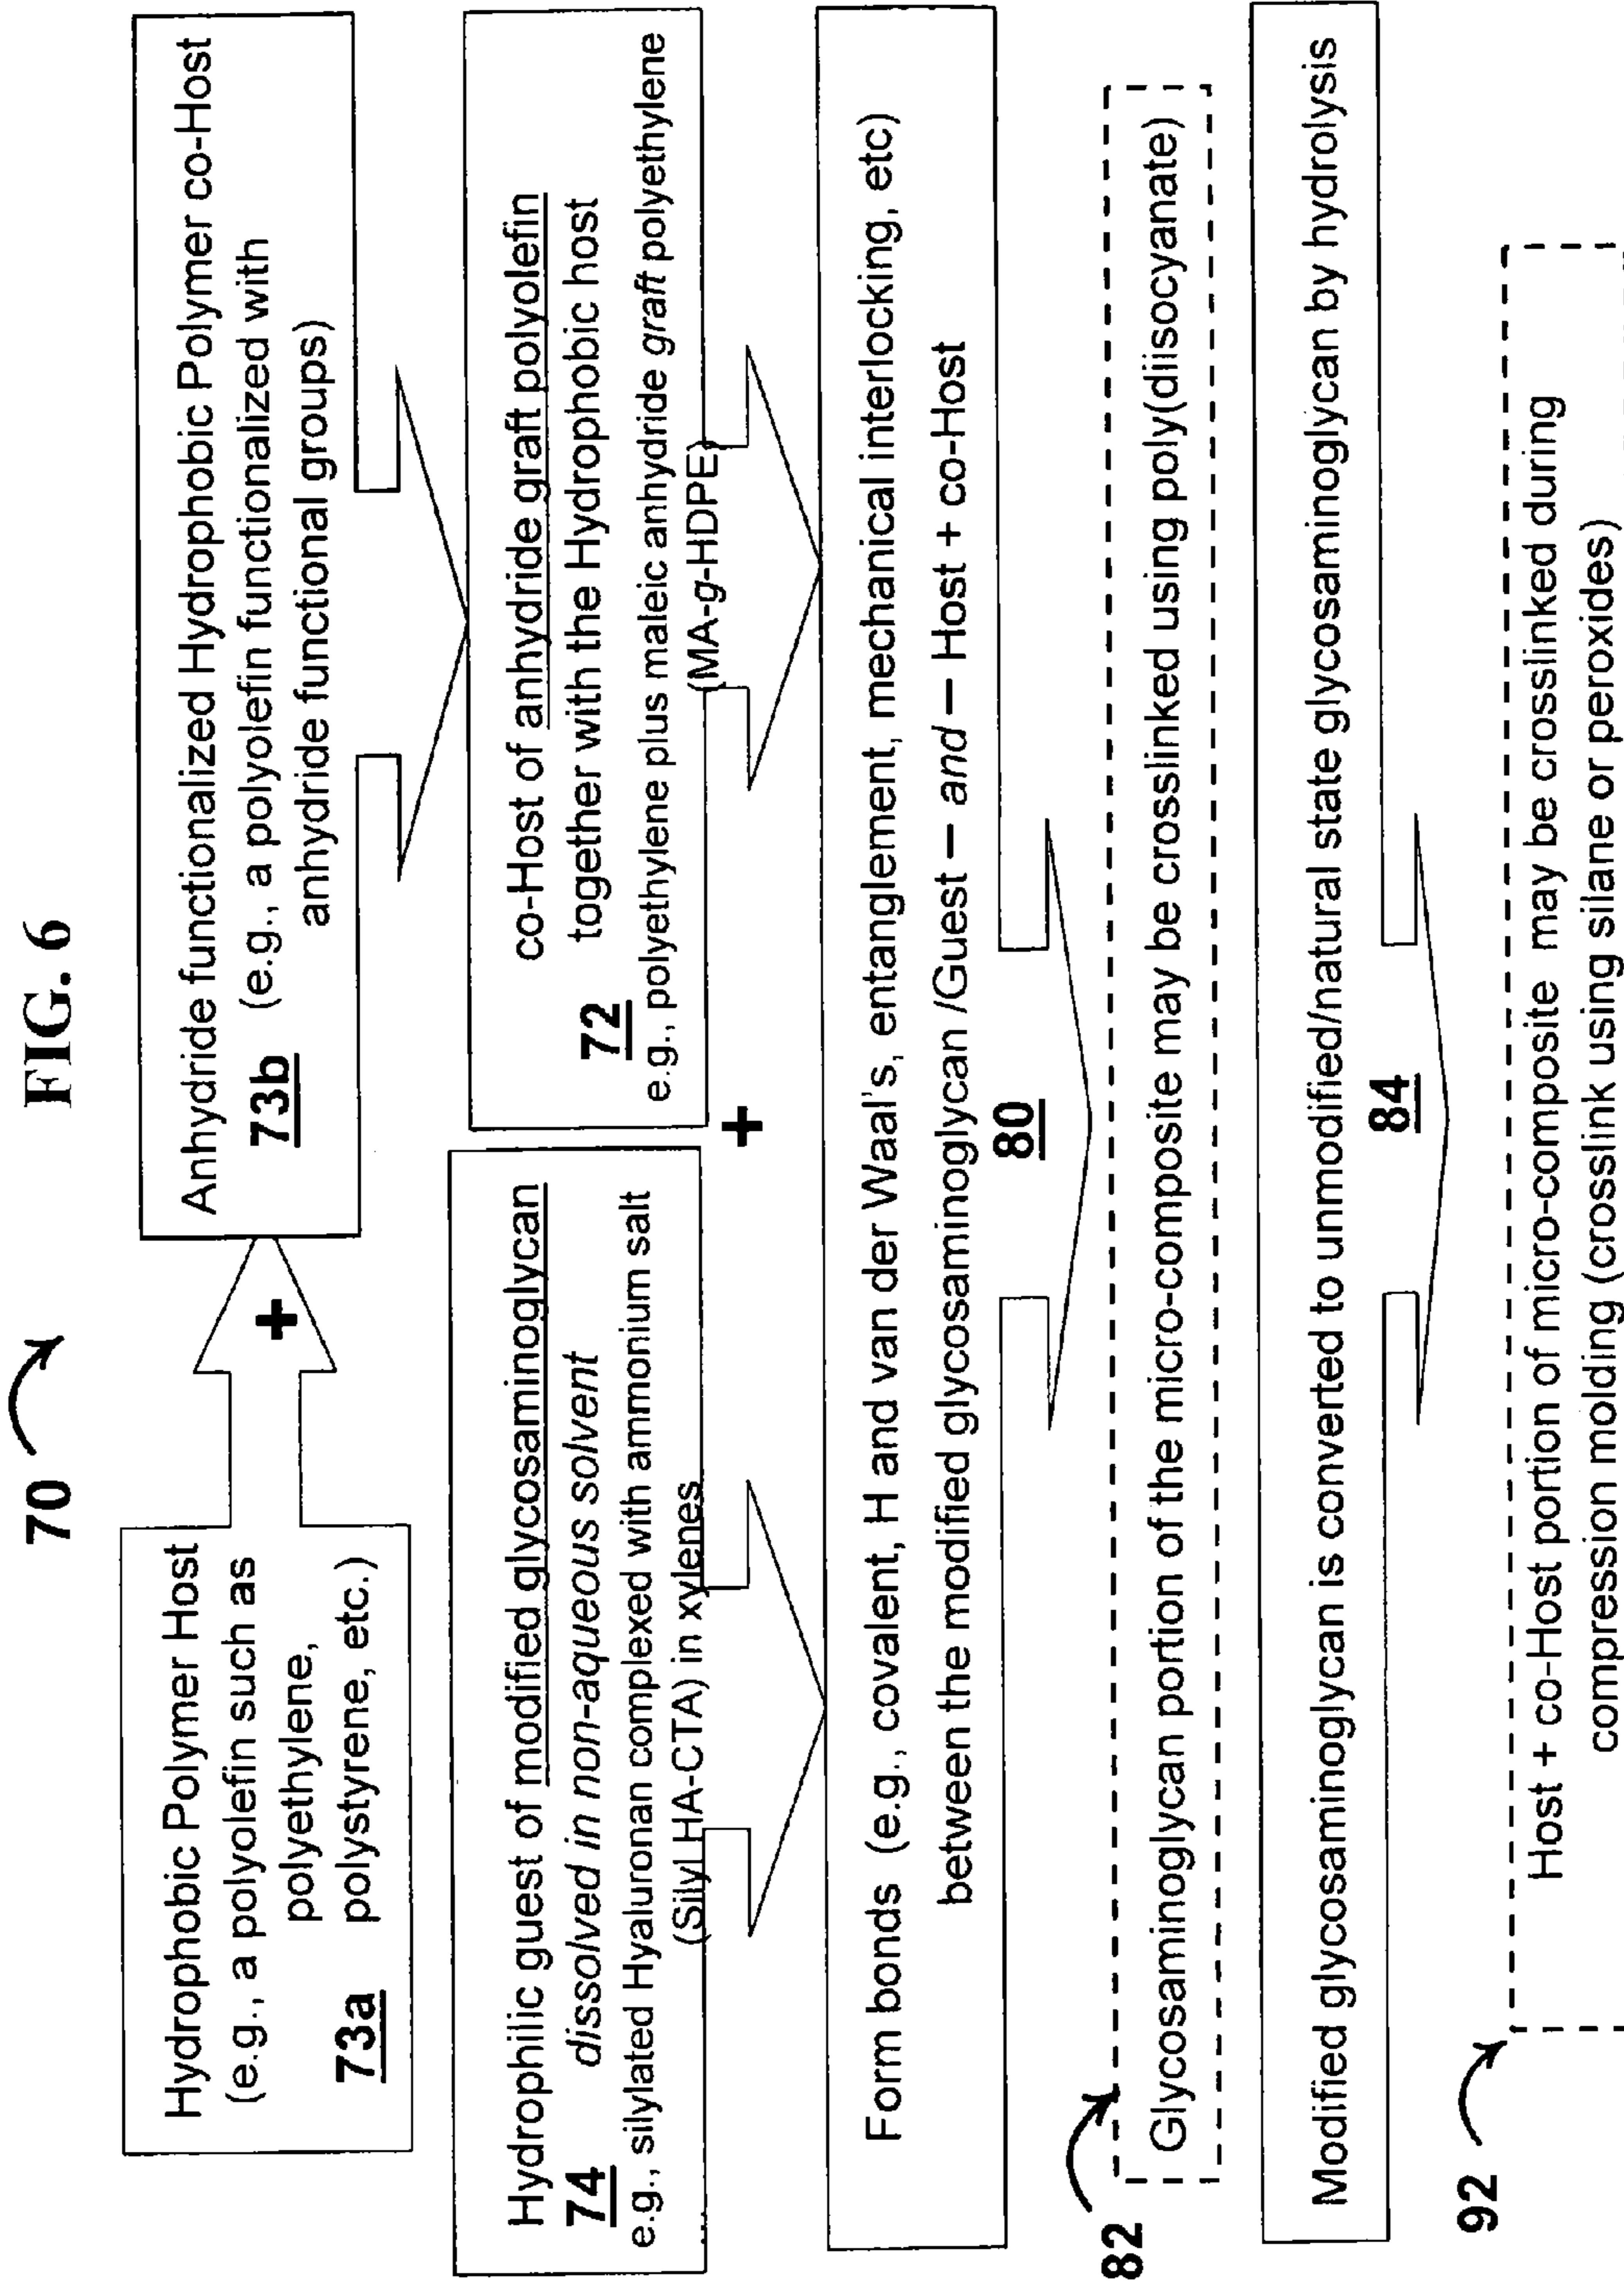 FIG. 6
70
Hydrophobic Polymer Host
(e.g., a polyolefin such as
polyethylene,
73a polystyrene, etc.)
+
Anhydride functionalized Hydrophobic Polymer co-Host
73b (e.g., a polyolefin functionalized with
anhydride functional groups)
Hydrophilic guest of modified glycosaminoglycan
74 dissolved in non-aqueous solvent
e.g., silylated Hyaluronan complexed with ammonium salt
(Silyl HA-CTA) in xylenes
+
co-Host of anhydride graft polyolefin
72 together with the Hydrophobic host
e.g., polyethylene plus maleic anhydride graft polyethylene
(MA-g-HDPE)
Form bonds (e.g., covalent, H and van der Waal's, entanglement, mechanical interlocking, etc)
between the modified glycosaminoglycan /Guest – and – Host + co-Host
80
82
Glycosaminoglycan portion of the micro-composite may be crosslinked using poly(diisocyanate)
Modified glycosaminoglycan is converted to unmodified/natural state glycosaminoglycan by hydrolysis
84
92
Host + co-Host portion of micro-composite may be crosslinked during
compression molding (crosslink using silane or peroxides)